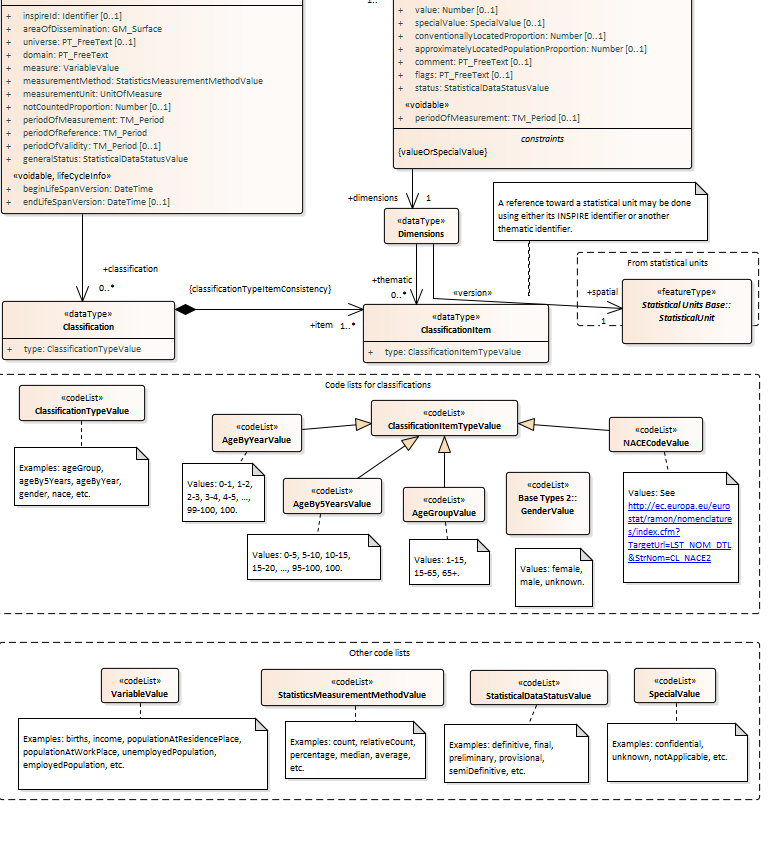 + inspireId: Identifier [0..1]
+ areaOfDissemination: GM_Surface
+ universe: PT_FreeText [0..1]
+ domain: PT_FreeText
+ measure: VariableValue
+ measurementMethod: StatisticsMeasurementMethodValue
+ measurementUnit: UnitOfMeasure
+ notCountedProportion: Number [0..1]
+ periodOfMeasurement: TM_Period
+ periodOfReference: TM_Period
+ periodOfValidity: TM_Period [0..1]
+ generalStatus: StatisticalDataStatusValue
«voidable, lifeCycleInfo»
+ beginLifeSpanVersion: DateTime
+ endLifeSpanVersion: DateTime [0..1]
+ value: Number [0..1]
+ specialValue: SpecialValue [0..1]
+ conventionallyLocatedProportion: Number [0..1]
+ approximatelyLocatedPopulationProportion: Number [0..1]
+ comment: PT_FreeText [0..1]
+ flags: PT_FreeText [0..1]
+ status: StatisticalDataStatusValue
«voidable»
+ periodOfMeasurement: TM_Period [0..1]
constraints
{valueOrSpecialValue}
+dimensions
1
«dataType»
Dimensions
A reference toward a statistical unit may be done
using either its INSPIRE identifier or another
thematic identifier.
From statistical units
+classification
0..*
{classificationTypeItemConsistency}
+thematic
0..*
«version»
+spatial
1
«featureType»
Statistical Units Base::
StatisticalUnit
«dataType»
Classification
+ type: ClassificationTypeValue
+item
1..*
«dataType»
ClassificationItem
+ type: ClassificationItemTypeValue
Code lists for classifications
«codeList»
ClassificationTypeValue
Examples: ageGroup,
ageBy5Years, ageByYear,
gender, nace, etc.
«codeList»
AgeByYearValue
Values: 0-1, 1-2,
2-3, 3-4, 4-5, ...,
99-100, 100.
«codeList»
ClassificationItemTypeValue
«codeList»
NACECodeValue
«codeList»
AgeBy5YearsValue
Values: 0-5, 5-10, 10-15,
15-20, ..., 95-100, 100.
«codeList»
AgeGroupValue
Values: 1-15,
15-65, 65+.
«codeList»
Base Types 2::
GenderValue
Values: female,
male, unknown.
Values: See
http://ec.europa.eu/euro
stat/ramon/nomenclature
s/index.cfm?
TargetUrl=LST_NOM_DTL
&StrNom=CL_NACE2
Other code lists
«codeList»
VariableValue
Examples: births, income, populationAtResidencePlace,
populationAtWorkPlace, unemployedPopulation,
employedPopulation, etc.
«codeList»
StatisticsMeasurementMethodValue
Examples: count, relativeCount,
percentage, median, average,
etc.
«codeList»
StatisticalDataStatusValue
Examples: definitive, final,
preliminary, provisional,
semiDefinitive, etc.
«codeList»
SpecialValue
Examples: confidential,
unknown, notApplicable, etc.